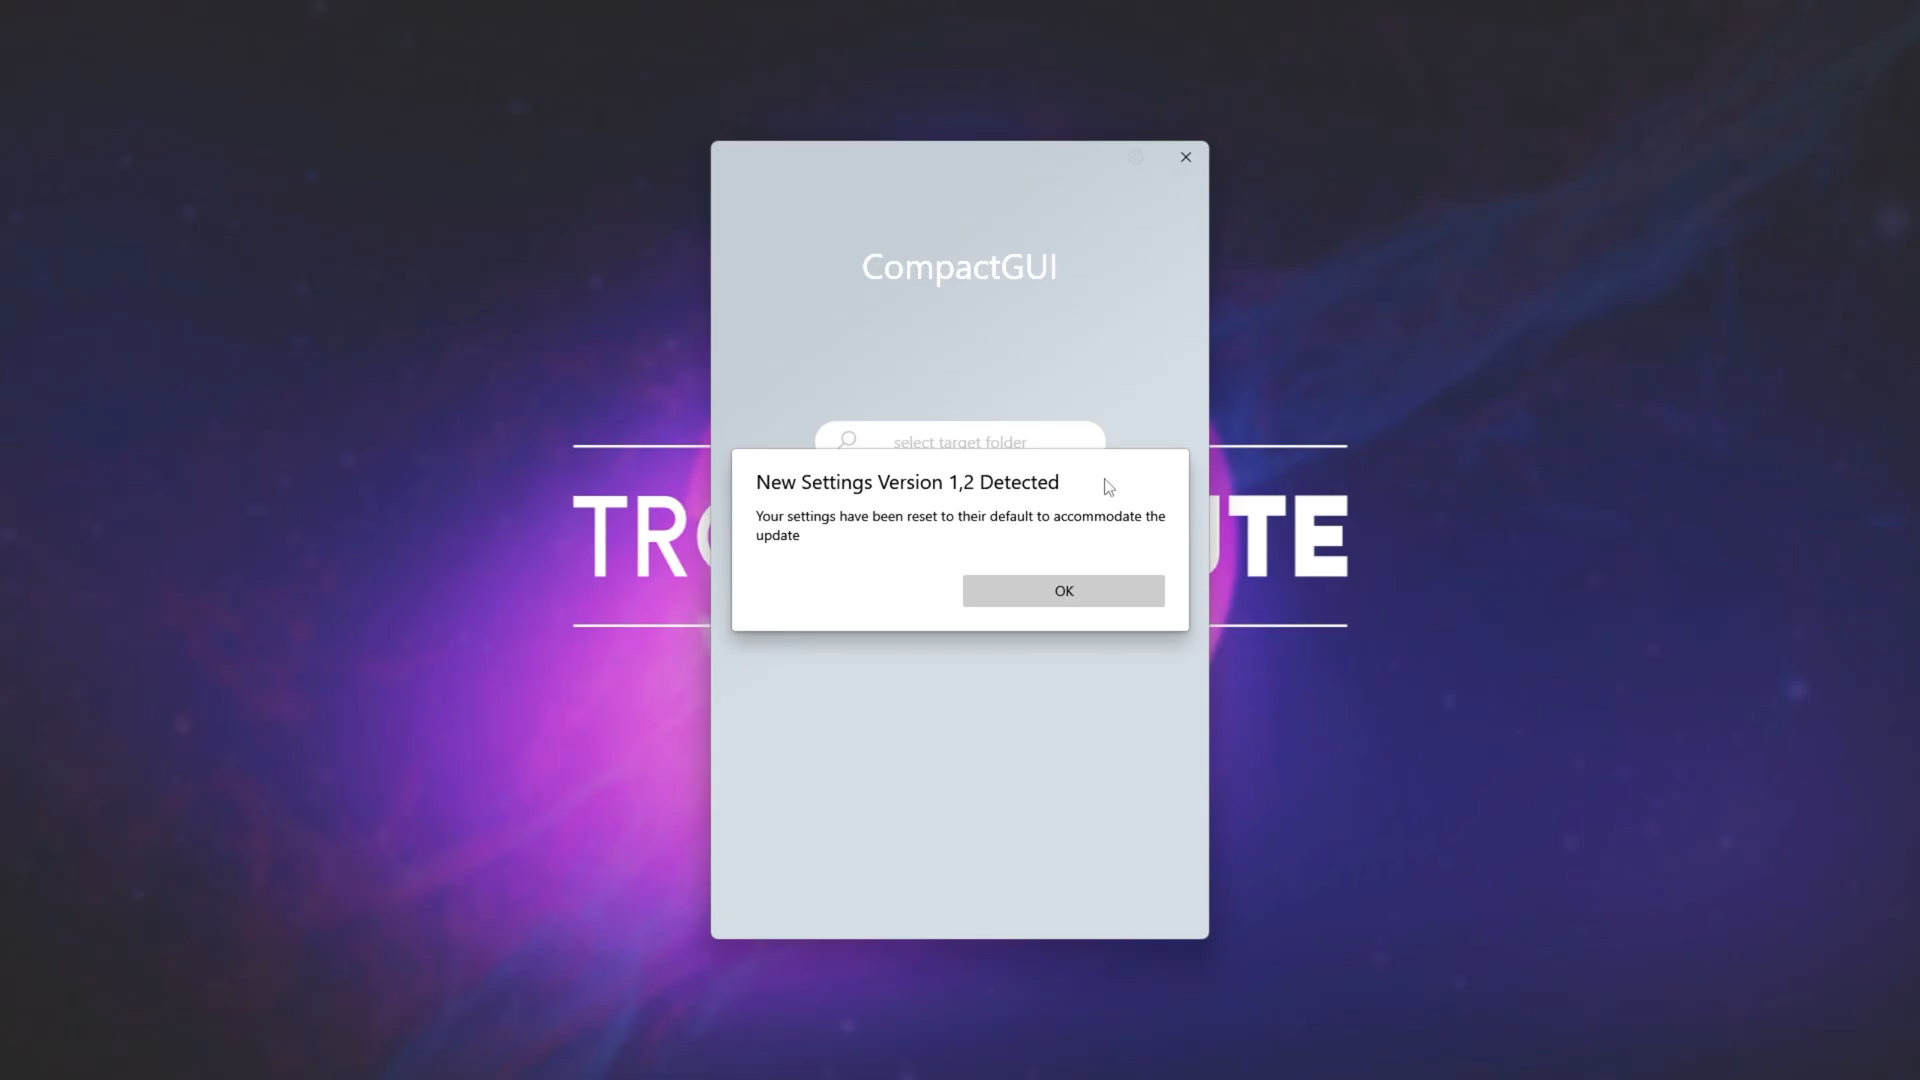 CompactGUI
select target folder
New Settings Version 1,2 Detected
Your settings have been reset to their default to accommodate the
update
OK
TR
TE